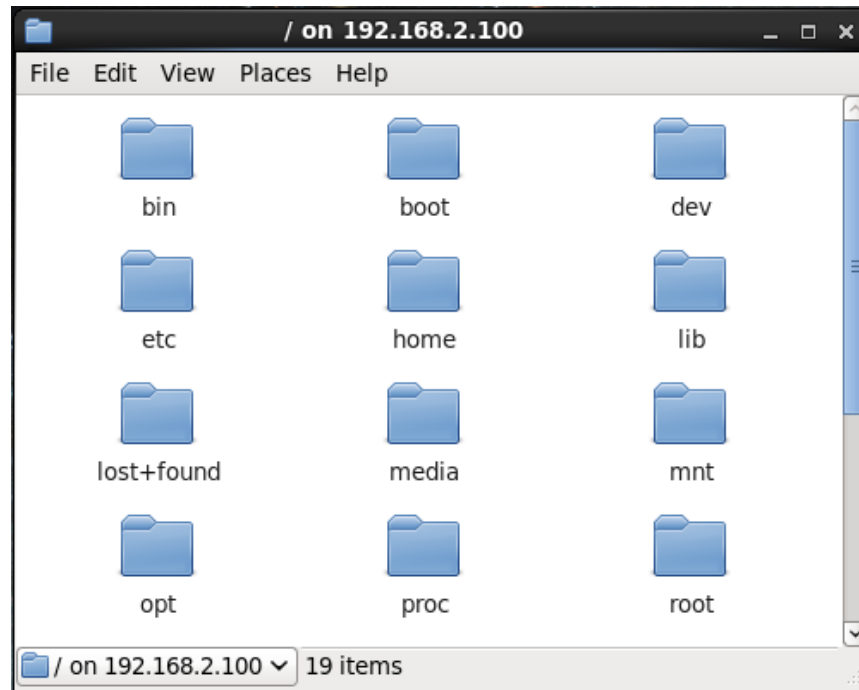 / on 192.168.2.100
File Edit View Places Help
bin boot dev
etc home lib
lost+found media mnt
opt proc root
/ on 192.168.2.100 19 items